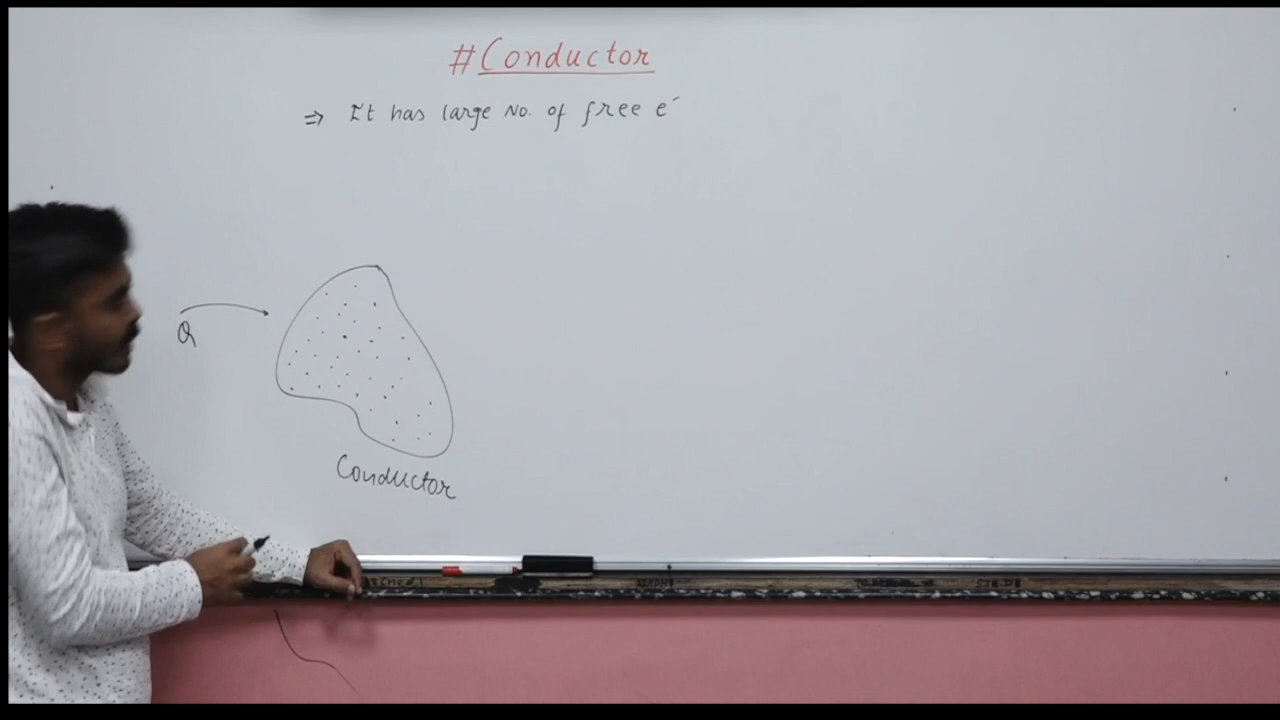 #Conductor
⇒ It has large No. of free e⁻
Q
Conductor